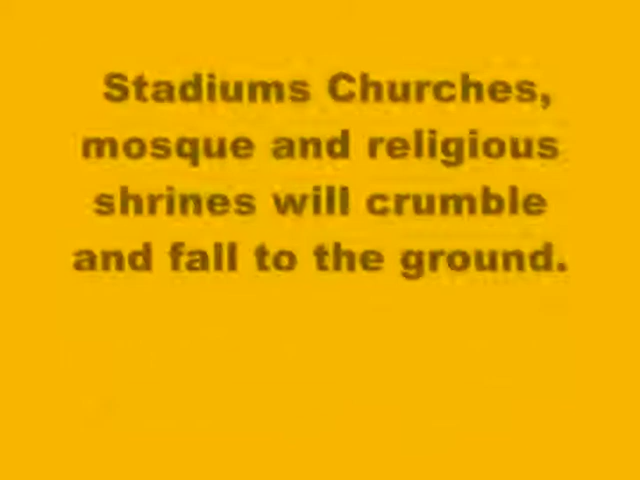 Stadiums Churches,
mosque and religious
shrines will crumble
and fall to the ground.